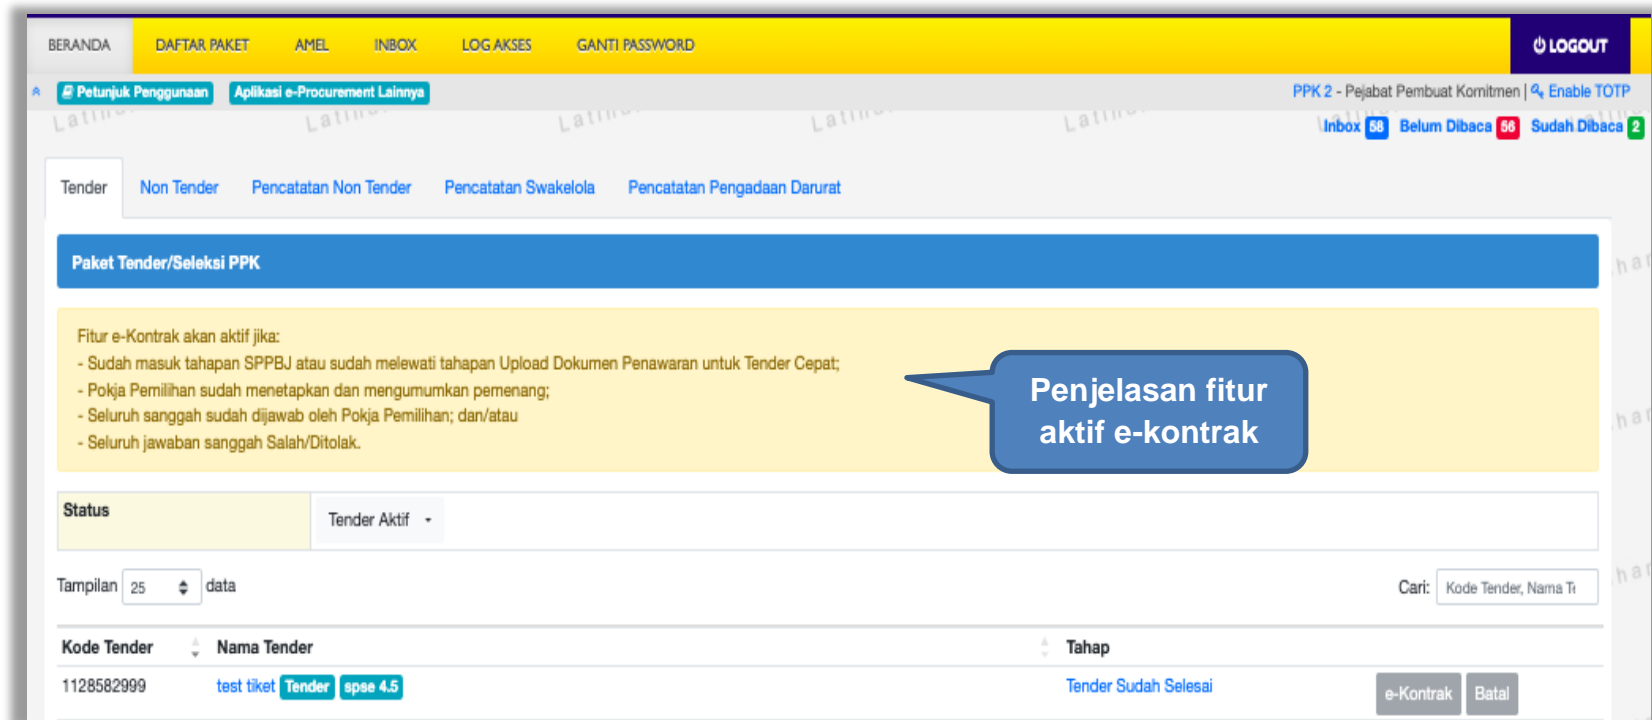 BERANDA DAFTAR PAKET AMEL INBOX LOG AKSES GANTI PASSWORD LOGOUT
Petunjuk Penggunaan Aplikasi e-Procurement Lainnya PPK 2 - Pejabat Pembuat Komitmen | Enable TOTP
Inbox 58 Belum Dibaca 56 Sudah Dibaca 2
Tender Non Tender Pencatatan Non Tender Pencatatan Swakelola Pencatatan Pengadaan Darurat
Paket Tender/Seleksi PPK
Fitur e-Kontrak akan aktif jika:
- Sudah masuk tahapan SPPBJ atau sudah melewati tahapan Upload Dokumen Penawaran untuk Tender Cepat;
- Pokja Pemilihan sudah menetapkan dan mengumumkan pemenang;
- Seluruh sanggah sudah dijawab oleh Pokja Pemilihan; dan/atau
- Seluruh jawaban sanggah Salah/Ditolak.
Penjelasan fitur
aktif e-kontrak
Status Tender Aktif
Tampilan 25 data Cari: Kode Tender, Nama Te
Kode Tender Nama Tender Tahap
1128582999 test tiket Tender spse 4.5 Tender Sudah Selesai e-Kontrak Batal